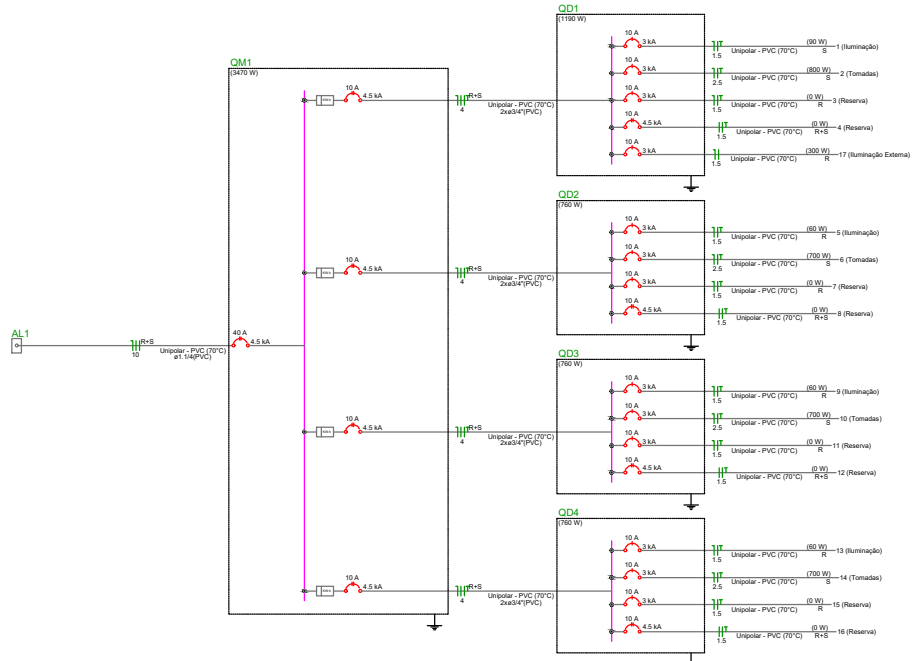 AL1
R+S
10
Unipolar - PVC (70°C)
ø1.1/4(PVC)
QM1
(3470 W)
40 A
4.5 kA
10 A
4.5 kA
R+S
4
Unipolar - PVC (70°C)
2xø3/4"(PVC)
10 A
4.5 kA
R+S
4
Unipolar - PVC (70°C)
2xø3/4"(PVC)
10 A
4.5 kA
R+S
4
Unipolar - PVC (70°C)
2xø3/4"(PVC)
10 A
4.5 kA
R+S
4
Unipolar - PVC (70°C)
2xø3/4"(PVC)
QD1
(1190 W)
10 A
3 kA
1.5
Unipolar - PVC (70°C)
(90 W)
S
1 (Iluminação)
10 A
3 kA
2.5
Unipolar - PVC (70°C)
(800 W)
S
2 (Tomadas)
10 A
3 kA
1.5
Unipolar - PVC (70°C)
(0 W)
R
3 (Reserva)
10 A
4.5 kA
1.5
Unipolar - PVC (70°C)
(0 W)
R+S
4 (Reserva)
10 A
3 kA
1.5
Unipolar - PVC (70°C)
(300 W)
R
17 (Iluminação Externa)
QD2
(760 W)
10 A
3 kA
1.5
Unipolar - PVC (70°C)
(60 W)
R
5 (Iluminação)
10 A
3 kA
2.5
Unipolar - PVC (70°C)
(700 W)
S
6 (Tomadas)
10 A
3 kA
1.5
Unipolar - PVC (70°C)
(0 W)
R
7 (Reserva)
10 A
4.5 kA
1.5
Unipolar - PVC (70°C)
(0 W)
R+S
8 (Reserva)
QD3
(760 W)
10 A
3 kA
1.5
Unipolar - PVC (70°C)
(60 W)
R
9 (Iluminação)
10 A
3 kA
2.5
Unipolar - PVC (70°C)
(700 W)
S
10 (Tomadas)
10 A
3 kA
1.5
Unipolar - PVC (70°C)
(0 W)
R
11 (Reserva)
10 A
4.5 kA
1.5
Unipolar - PVC (70°C)
(0 W)
R+S
12 (Reserva)
QD4
(760 W)
10 A
3 kA
1.5
Unipolar - PVC (70°C)
(60 W)
R
13 (Iluminação)
10 A
3 kA
2.5
Unipolar - PVC (70°C)
(700 W)
S
14 (Tomadas)
10 A
3 kA
1.5
Unipolar - PVC (70°C)
(0 W)
R
15 (Reserva)
10 A
4.5 kA
1.5
Unipolar - PVC (70°C)
(0 W)
R+S
16 (Reserva)